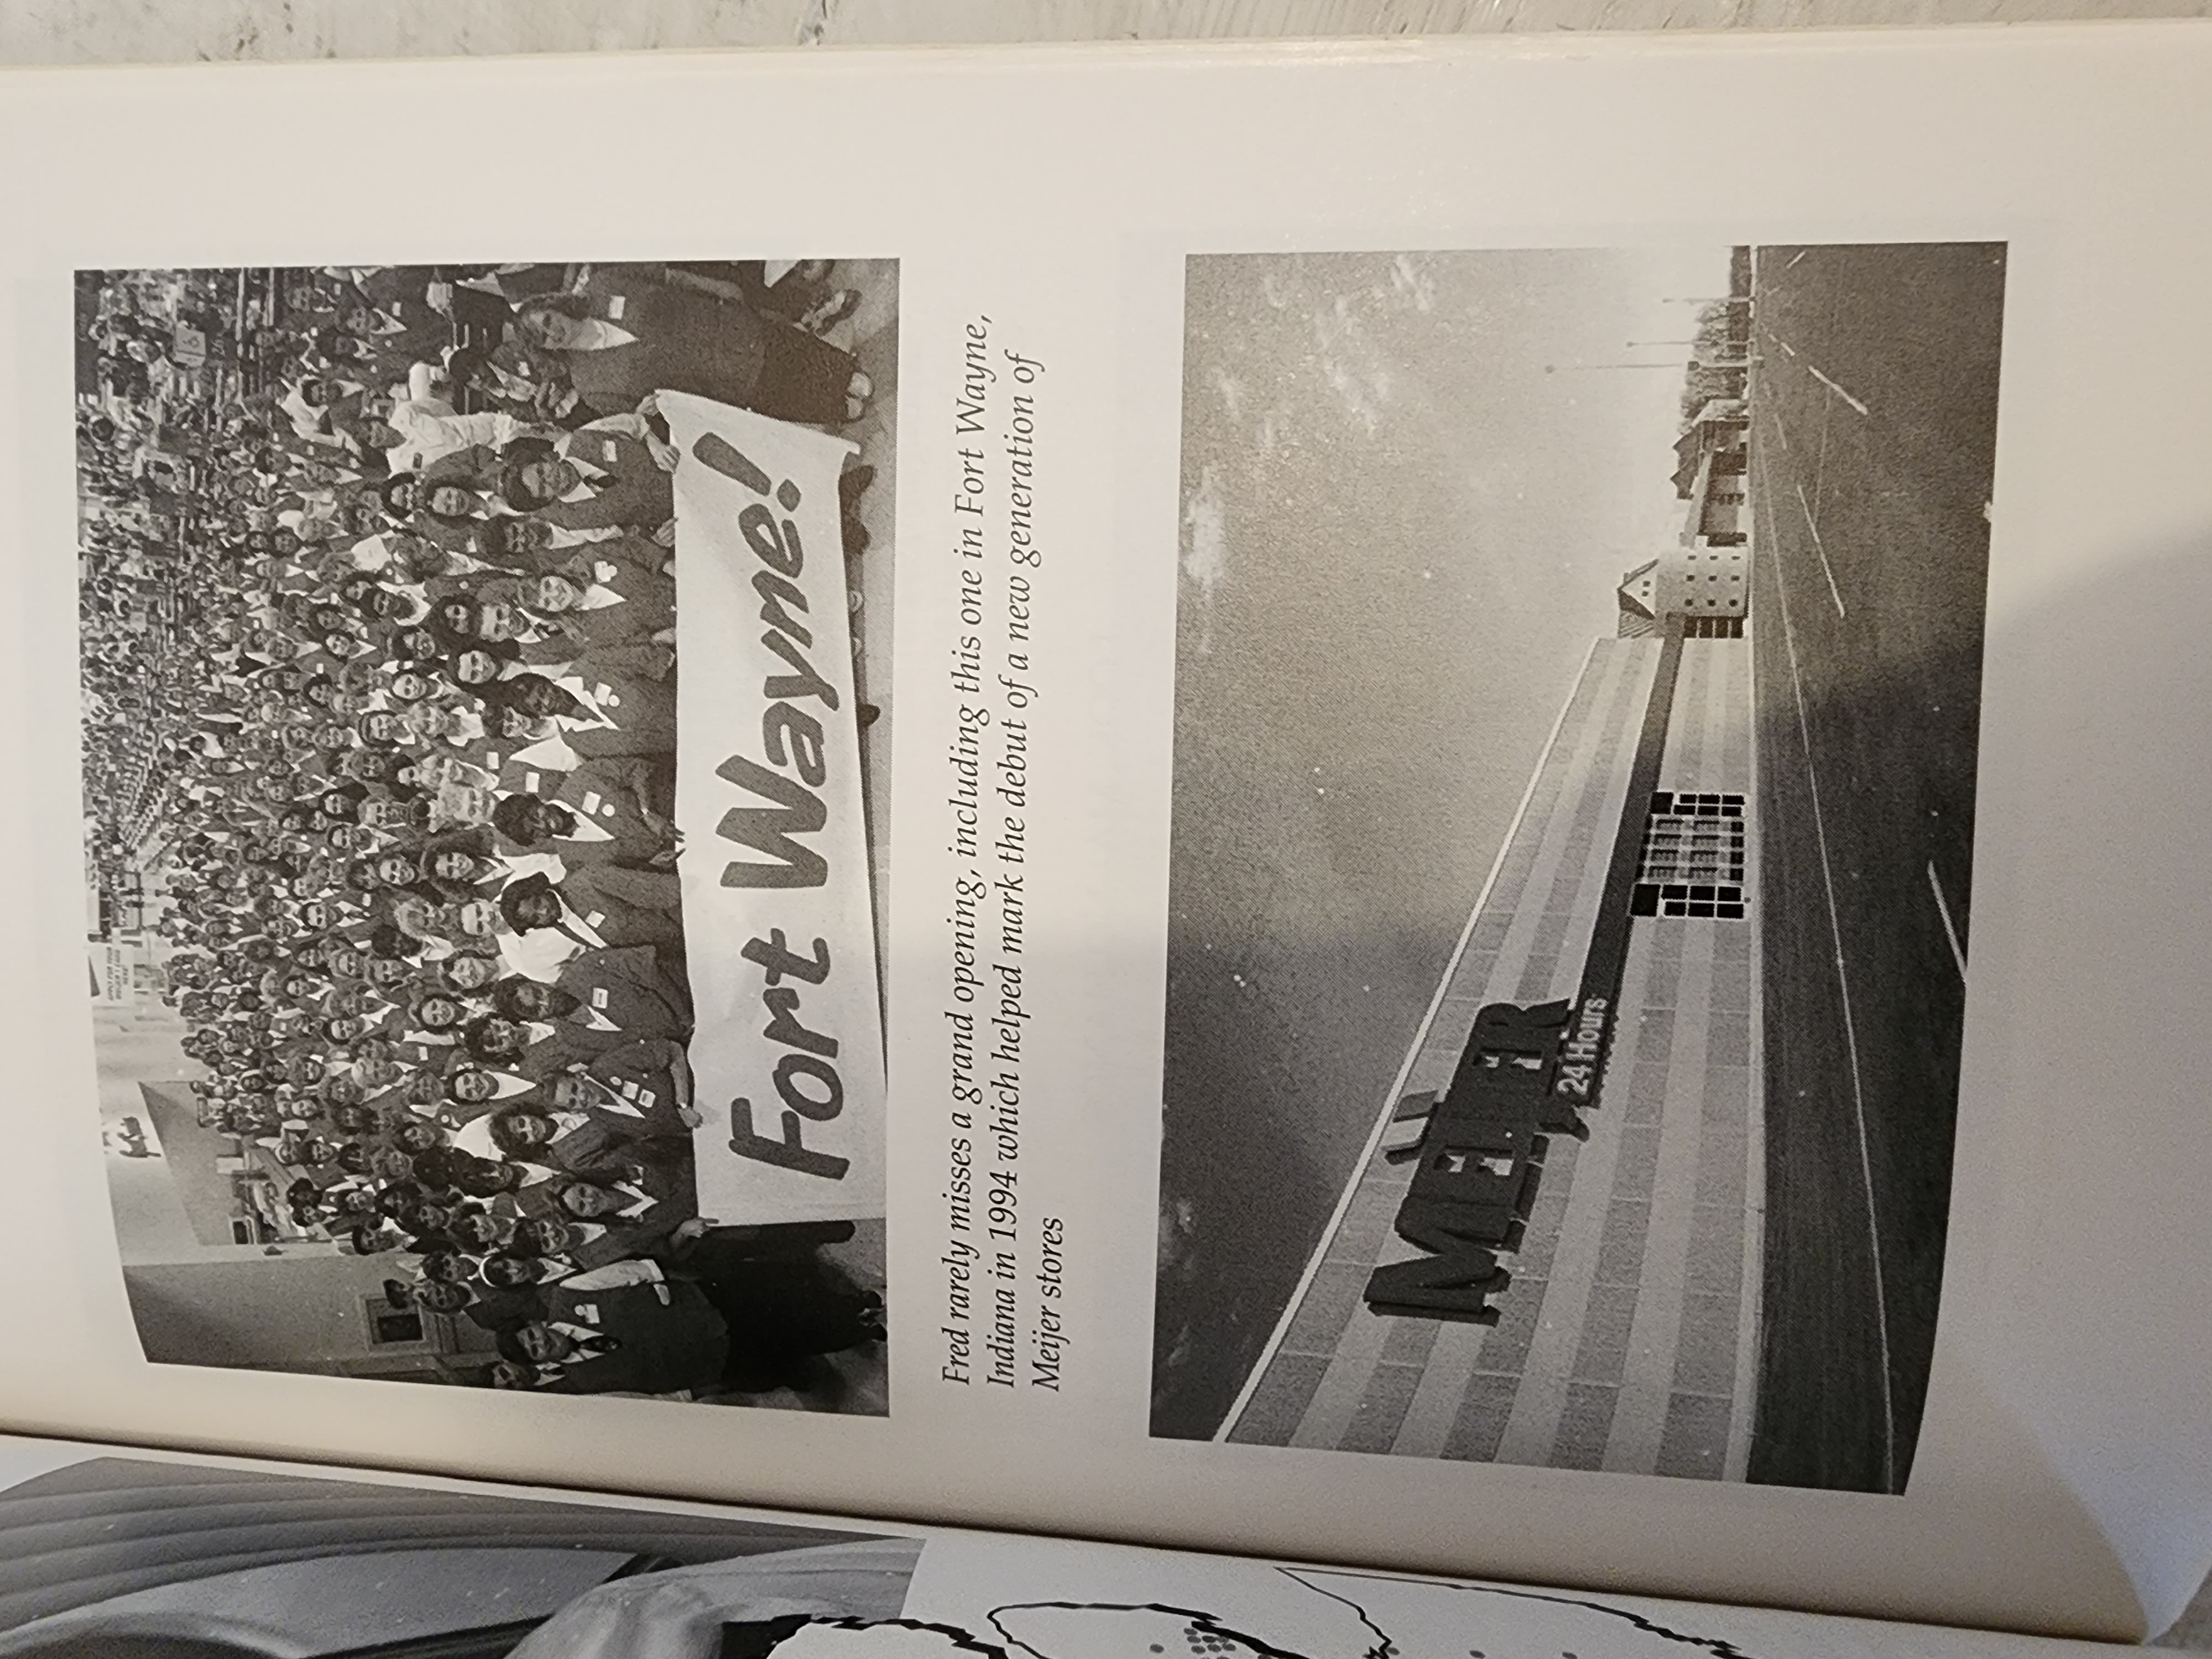 Fort Wayne!
Fred rarely misses a grand opening, including this one in Fort Wayne,
Indiana in 1994 which helped mark the debut of a new generation of
Meijer stores
MEIJER
24 Hours